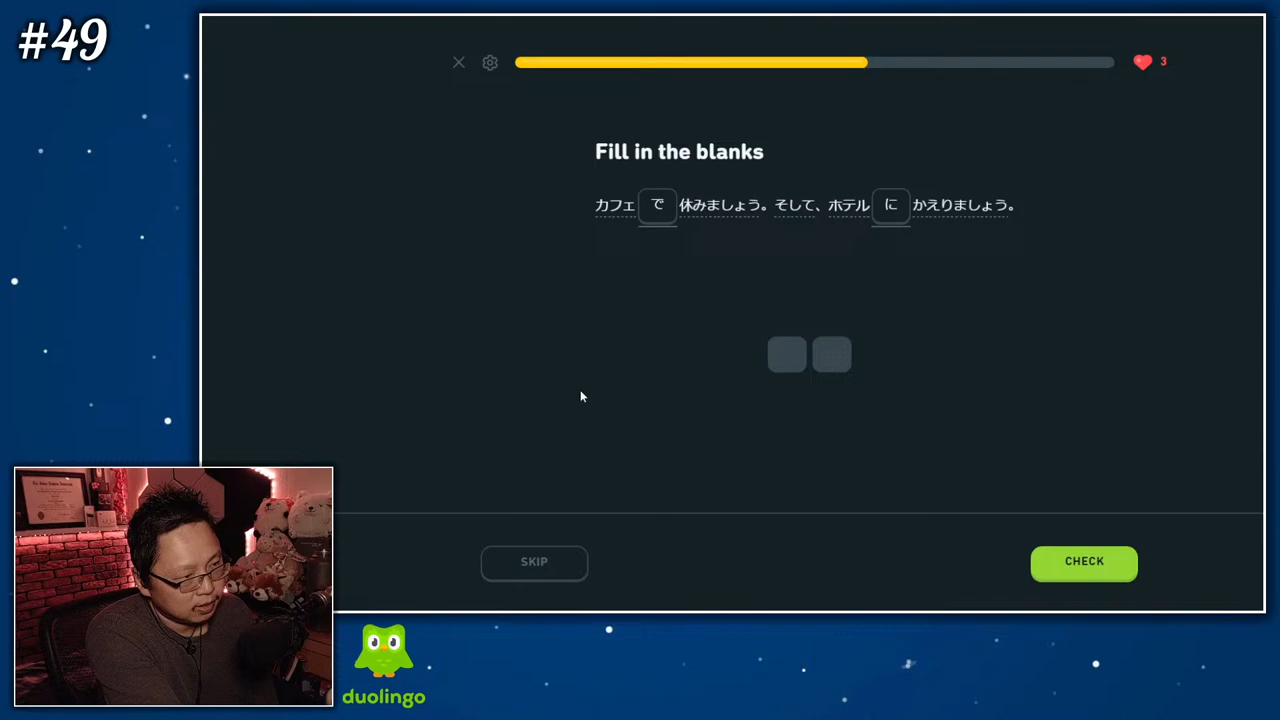 #49
3
Fill in the blanks
カフェ で 休みましょう。そして、ホテル に かえりましょう。
SKIP
CHECK
duolingo